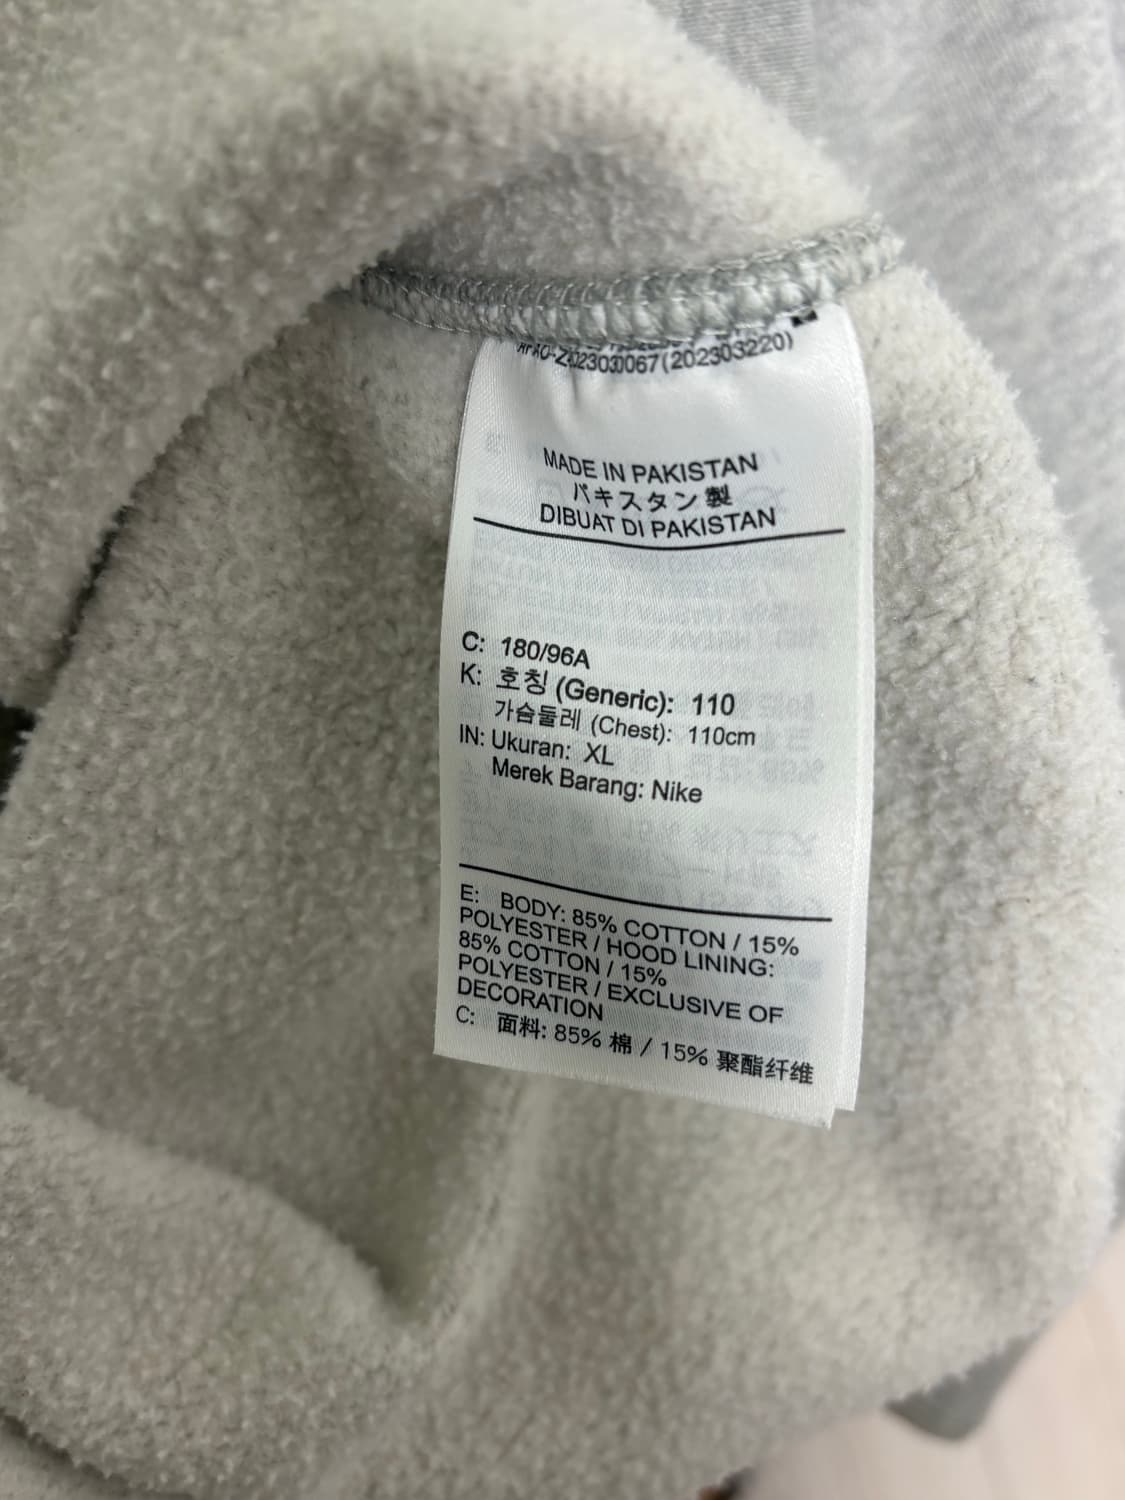 (202303220)
MADE IN PAKISTAN
パキスタン製
DIBUAT DI PAKISTAN
C: 180/96A
K: 호칭 (Generic): 110
가슴둘레 (Chest): 110cm
IN: Ukuran: XL
Merek Barang: Nike
E: BODY: 85% COTTON / 15%
POLYESTER / HOOD LINING:
85% COTTON / 15%
POLYESTER / EXCLUSIVE OF
DECORATION
C: 面料: 85% 棉 / 15% 聚酯纤维